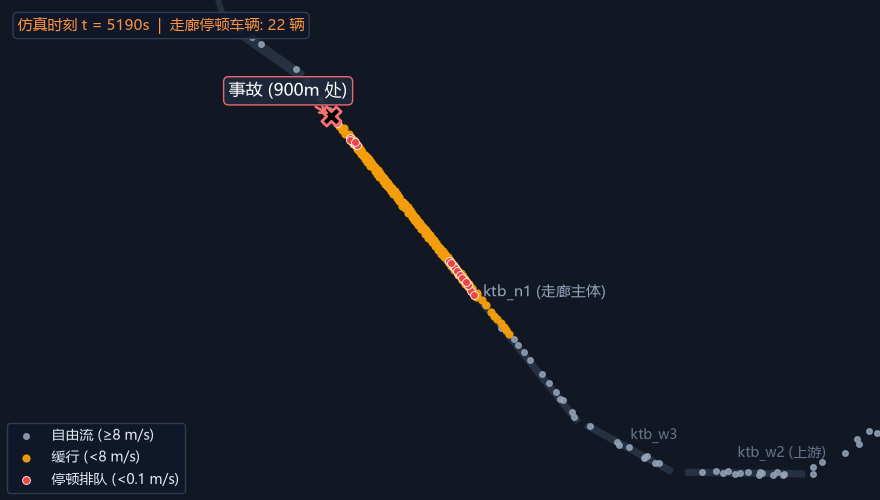 仿真时刻 t = 5190s | 走廊停顿车辆: 22 辆
事故 (900m 处)
ktb_n1 (走廊主体)
ktb_w3
ktb_w2 (上游)
自由流 (≥8 m/s)
缓行 (<8 m/s)
停顿排队 (<0.1 m/s)